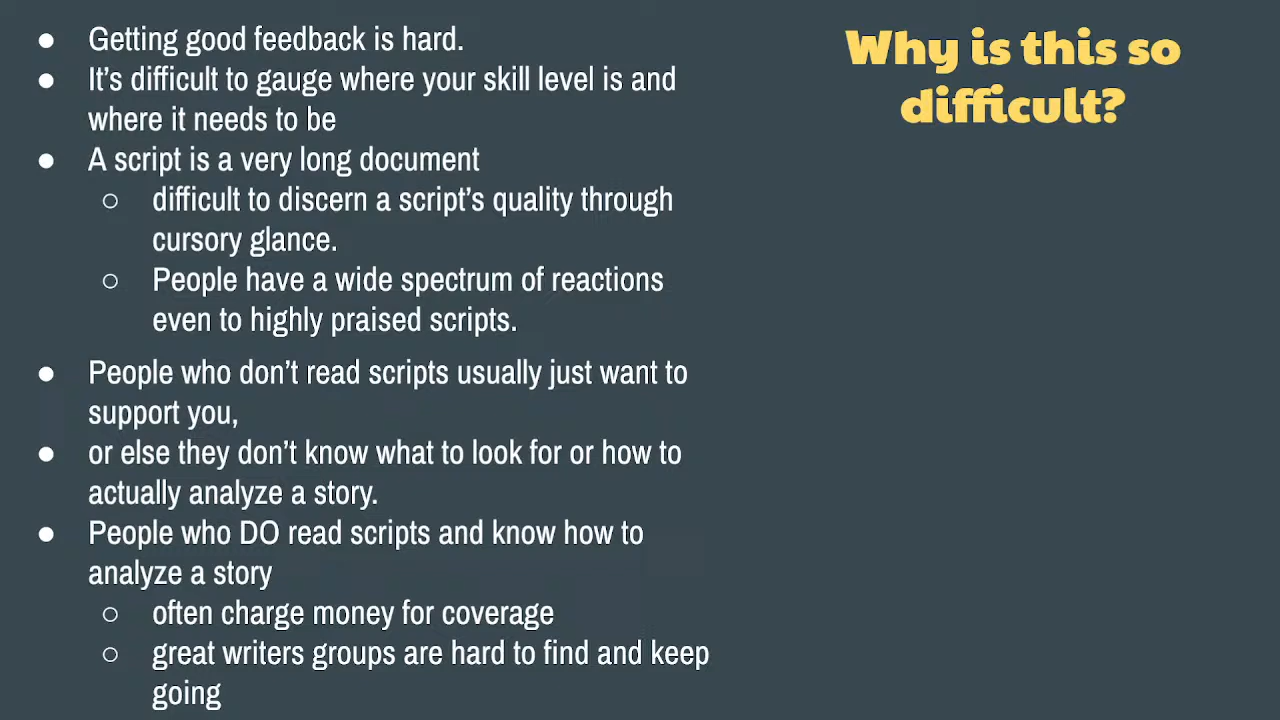 Why is this so
difficult?
● Getting good feedback is hard.
● It’s difficult to gauge where your skill level is and
where it needs to be
● A script is a very long document
○ difficult to discern a script’s quality through
cursory glance.
○ People have a wide spectrum of reactions
even to highly praised scripts.
● People who don’t read scripts usually just want to
support you,
● or else they don’t know what to look for or how to
actually analyze a story.
● People who DO read scripts and know how to
analyze a story
○ often charge money for coverage
○ great writers groups are hard to find and keep
going